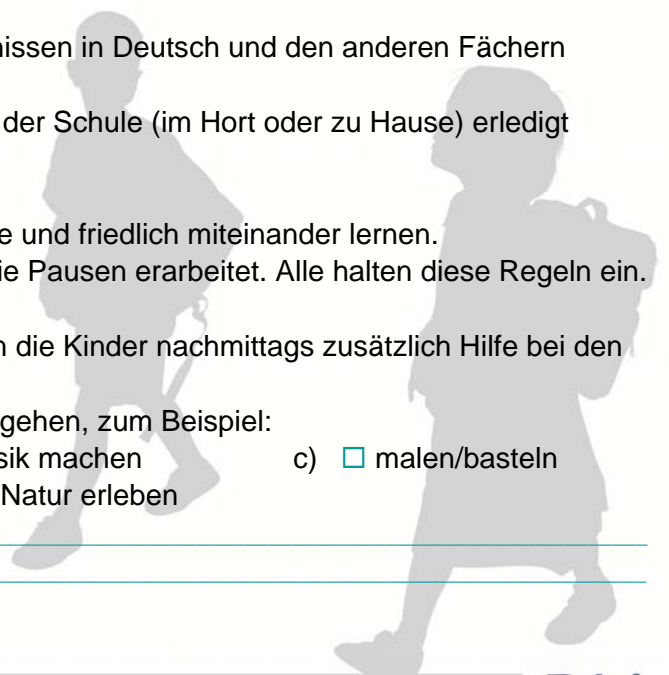 nissen in Deutsch und den anderen Fächern
der Schule (im Hort oder zu Hause) erledigt
e und friedlich miteinander lernen.
ie Pausen erarbeitet. Alle halten diese Regeln ein.
n die Kinder nachmittags zusätzlich Hilfe bei den
gehen, zum Beispiel:
sik machen c) ☐ malen/basteln
Natur erleben